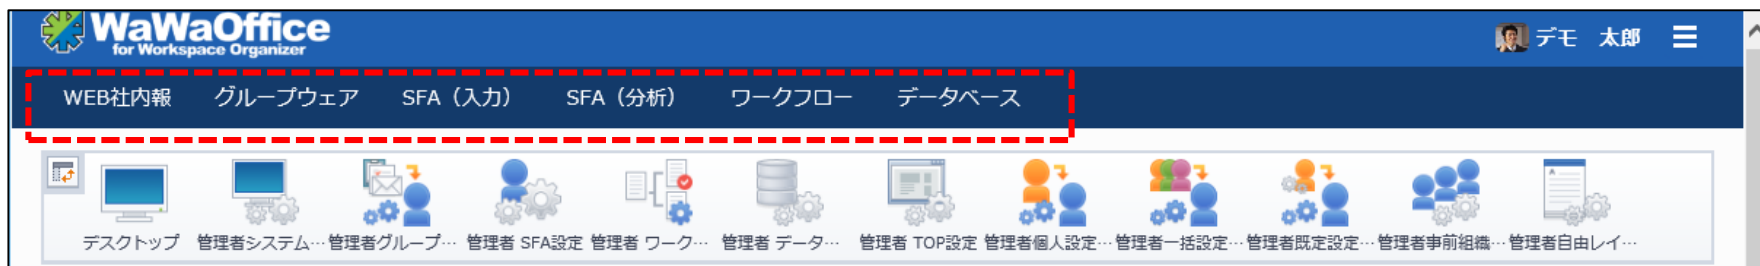 WaWaOffice
for Workspace Organizer
デモ 太郎
WEB社内報 グループウェア SFA（入力） SFA（分析） ワークフロー データベース
デスクトップ 管理者システム… 管理者グループ… 管理者 SFA設定 管理者 ワーク… 管理者 データ… 管理者 TOP設定 管理者個人設定… 管理者一括設定… 管理者既定設定… 管理者事前組織… 管理者自由レイ…